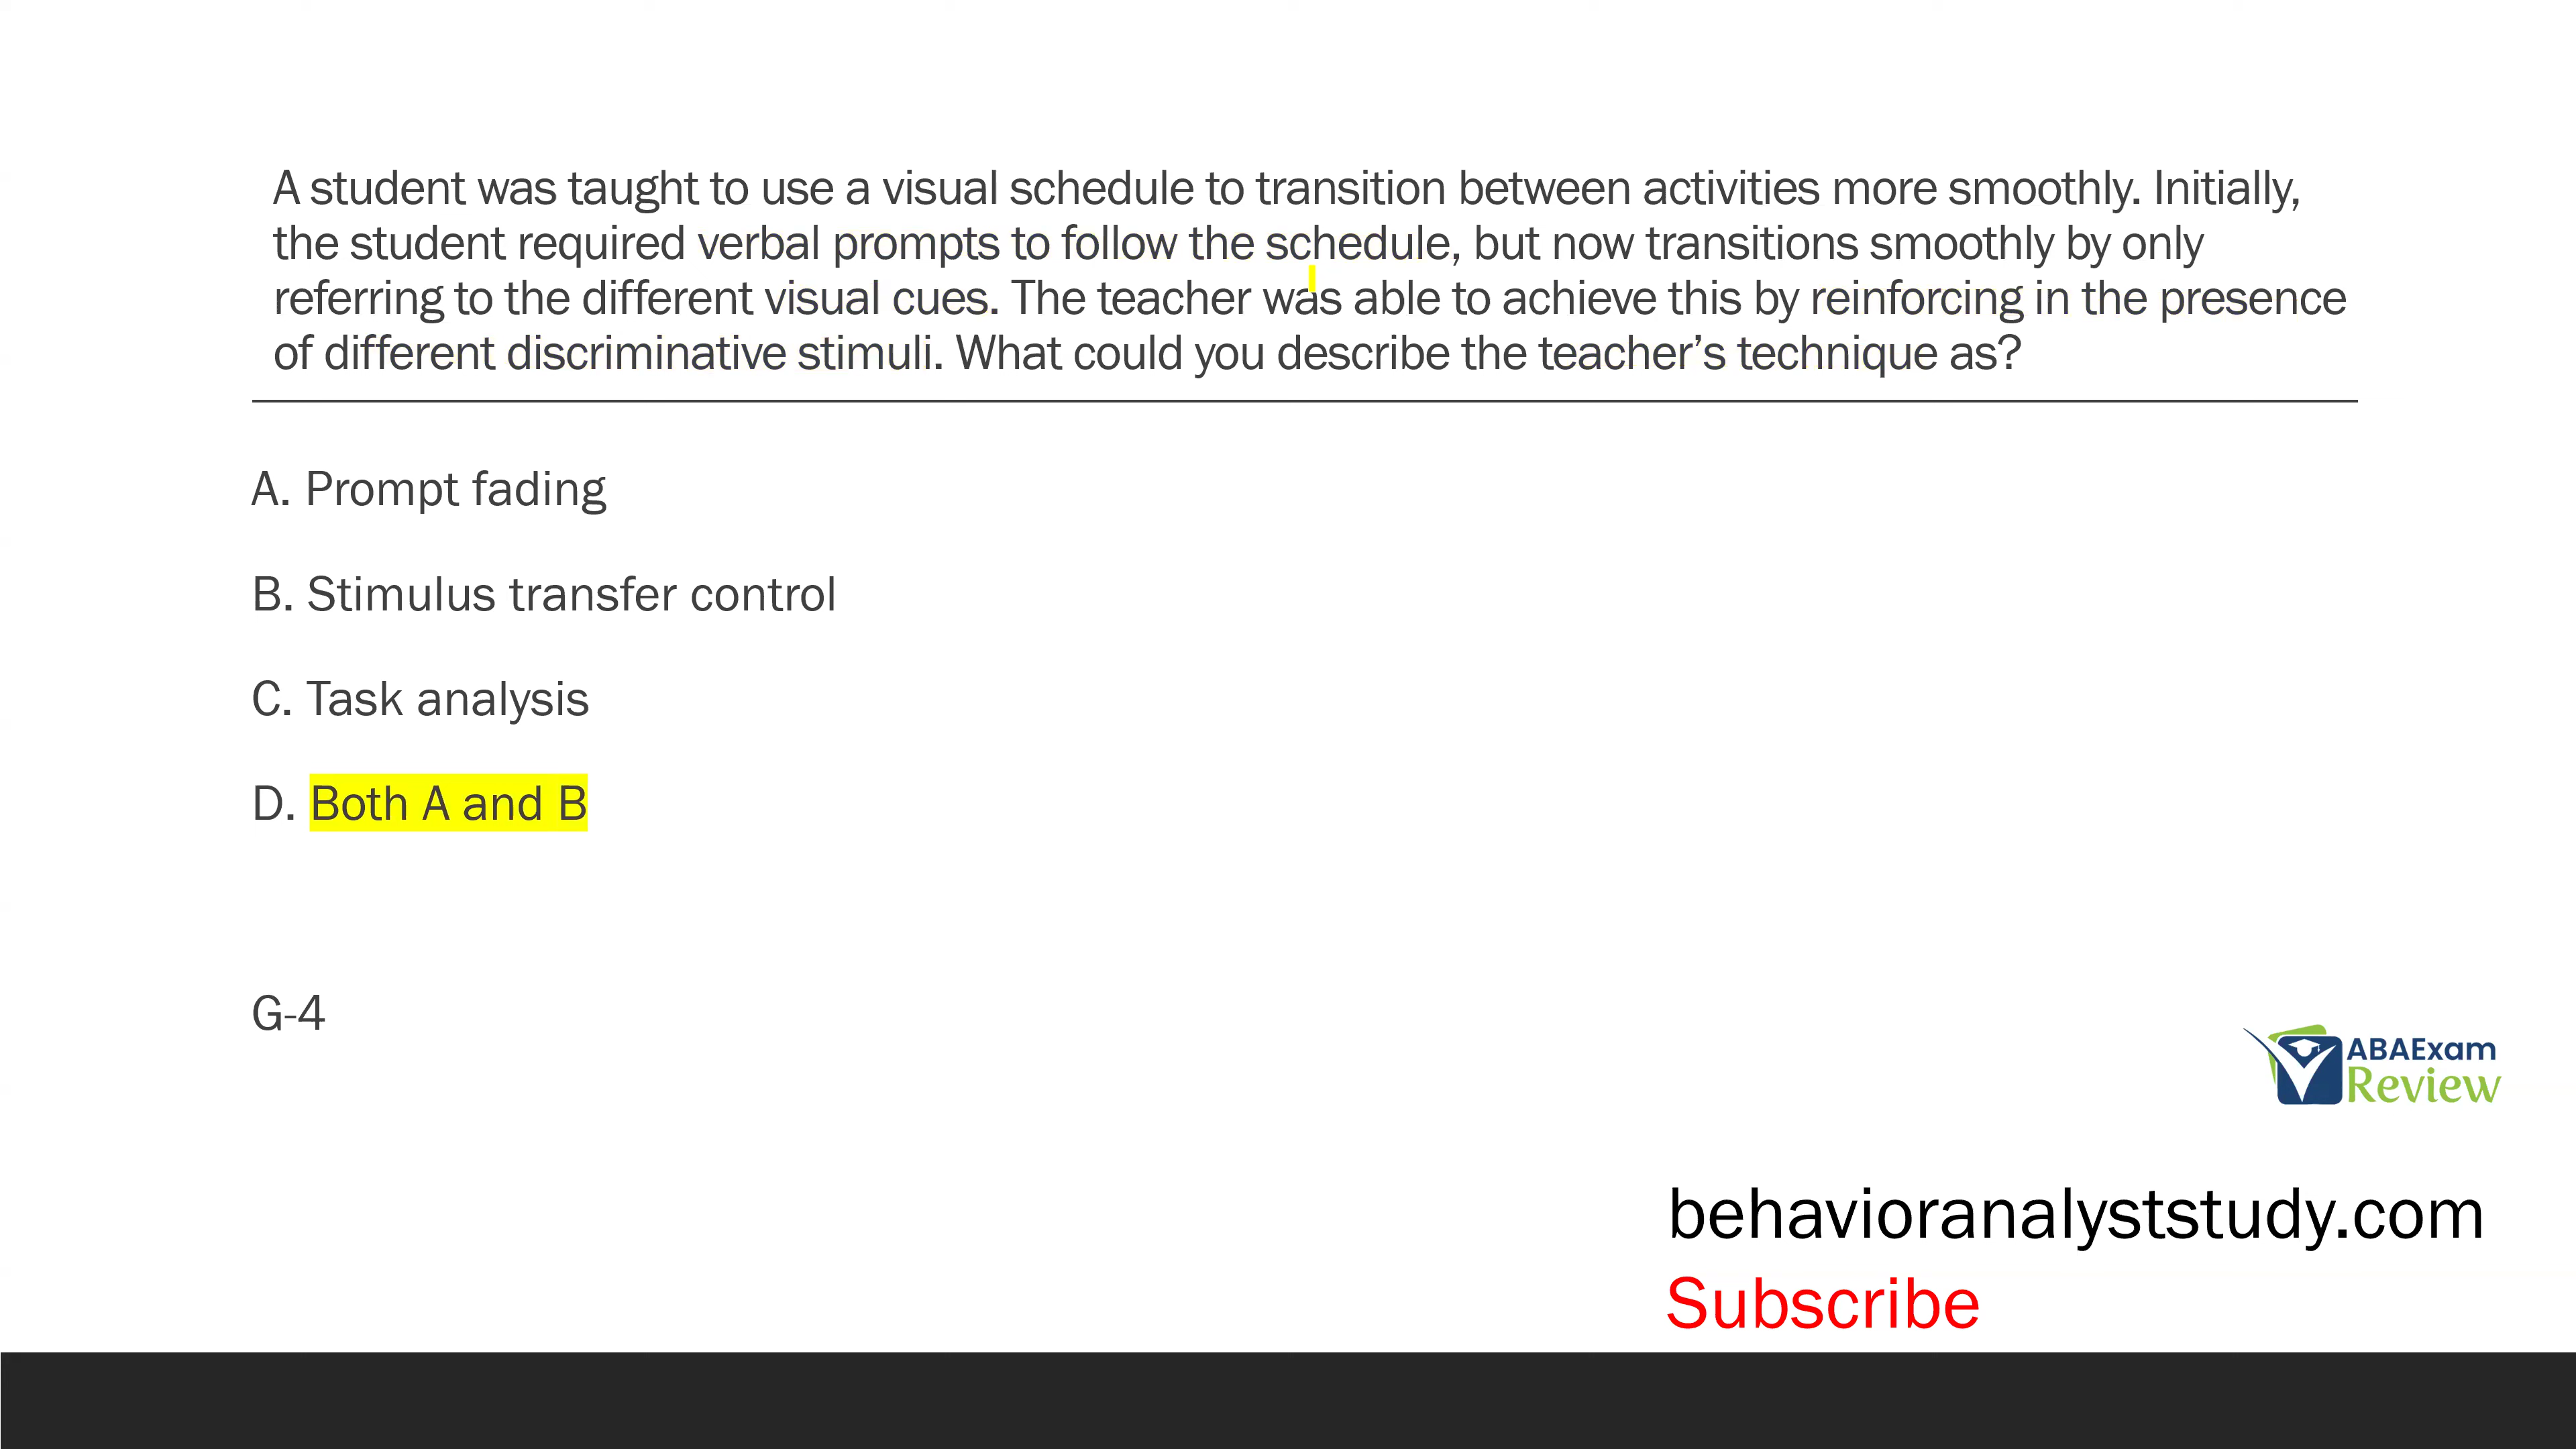 A student was taught to use a visual schedule to transition between activities more smoothly. Initially,
the student required verbal prompts to follow the schedule, but now transitions smoothly by only
referring to the different visual cues. The teacher was able to achieve this by reinforcing in the presence
of different discriminative stimuli. What could you describe the teacher’s technique as?
A. Prompt fading
B. Stimulus transfer control
C. Task analysis
D. Both A and B
G-4
ABAExam
Review
behavioranalyststudy.com
Subscribe